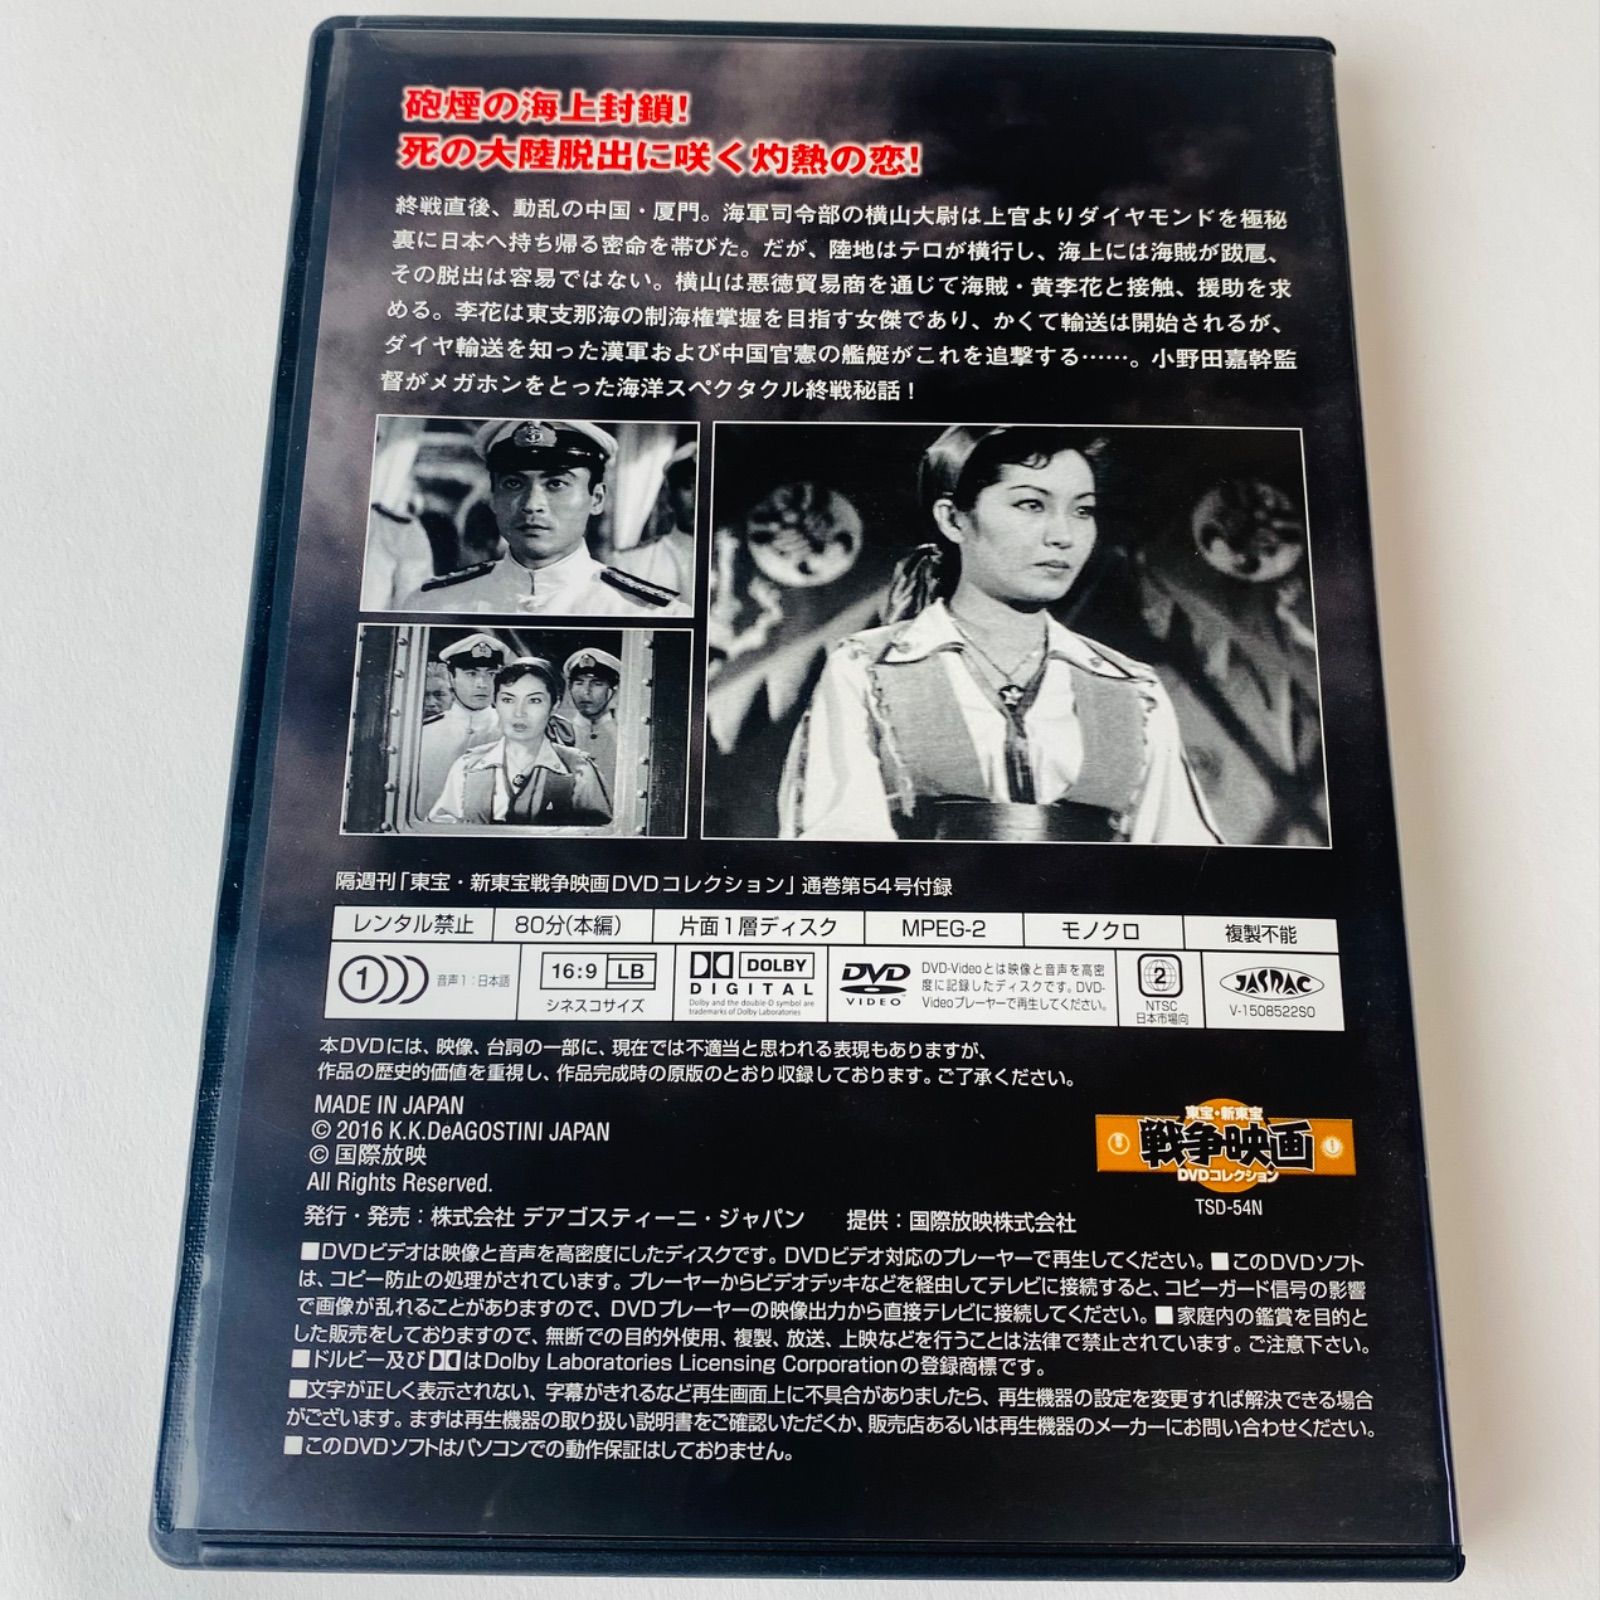 砲煙の海上封鎖!
死の大陸脱出に咲く灼熱の恋!
終戦直後、動乱の中国・厦門。海軍司令部の横山大尉は上官よりダイヤモンドを極秘
裏に日本へ持ち帰る密命を帯びた。だが、陸地はテロが横行し、海上には海賊が跋扈、
その脱出は容易ではない。横山は悪徳貿易商を通じて海賊・黄李花と接触、援助を求
める。李花は東支那海の制海権掌握を目指す女傑であり、かくて輸送は開始されるが、
ダイヤ輸送を知った漢軍および中国官憲の艦艇がこれを追撃する……。小野田嘉幹監
督がメガホンをとった海洋スペクタクル終戦秘話!
隔週刊「東宝・新東宝戦争映画DVDコレクション」通巻第54号付録
レンタル禁止 80分(本編) 片面1層ディスク MPEG-2 モノクロ 複製不能
1 音声1:日本語
16:9 LB
シネスコサイズ
DOLBY
DIGITAL
Dolby and the double-D symbol are
trademarks of Dolby Laboratories
DVD
VIDEO
DVD-Videoとは映像と音声を高密
度に記録したディスクです。DVD-
Videoプレーヤーで再生してください。
2
NTSC
日本市場向
JASRAC
V-1508522SO
本DVDには、映像、台詞の一部に、現在では不適当と思われる表現もありますが、
作品の歴史的価値を重視し、作品完成時の原版のとおり収録しております。ご了承ください。
MADE IN JAPAN
© 2016 K.K.DeAGOSTINI JAPAN
© 国際放映
All Rights Reserved.
東宝・新東宝
戦争映画
DVDコレクション
TSD-54N
発行・発売:株式会社 デアゴスティーニ・ジャパン 提供:国際放映株式会社
■DVDビデオは映像と音声を高密度にしたディスクです。DVDビデオ対応のプレーヤーで再生してください。■このDVDソフト
は、コピー防止の処理がされています。プレーヤーからビデオデッキなどを経由してテレビに接続すると、コピーガード信号の影響
で画像が乱れることがありますので、DVDプレーヤーの映像出力から直接テレビに接続してください。■家庭内の鑑賞を目的と
した販売をしておりますので、無断での目的外使用、複製、放送、上映などを行うことは法律で禁止されています。ご注意下さい。
■ドルビー及びはDolby Laboratories Licensing Corporationの登録商標です。
■文字が正しく表示されない、字幕がきれるなど再生画面上に不具合がありましたら、再生機器の設定を変更すれば解決できる場合
がございます。まずは再生機器の取り扱い説明書をご確認いただくか、販売店あるいは再生機器のメーカーにお問い合わせください。
■このDVDソフトはパソコンでの動作保証はしておりません。